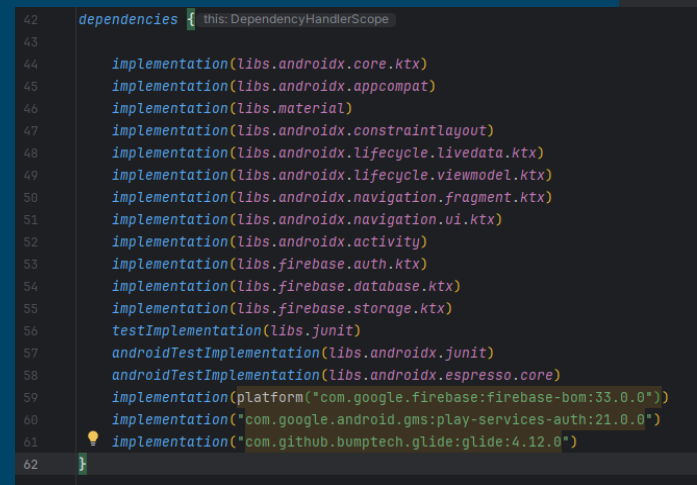 42 dependencies { this: DependencyHandlerScope
43
44 implementation(libs.androidx.core.ktx)
45 implementation(libs.androidx.appcompat)
46 implementation(libs.material)
47 implementation(libs.androidx.constraintlayout)
48 implementation(libs.androidx.lifecycle.livedata.ktx)
49 implementation(libs.androidx.lifecycle.viewmodel.ktx)
50 implementation(libs.androidx.navigation.fragment.ktx)
51 implementation(libs.androidx.navigation.ui.ktx)
52 implementation(libs.androidx.activity)
53 implementation(libs.firebase.auth.ktx)
54 implementation(libs.firebase.database.ktx)
55 implementation(libs.firebase.storage.ktx)
56 testImplementation(libs.junit)
57 androidTestImplementation(libs.androidx.junit)
58 androidTestImplementation(libs.androidx.espresso.core)
59 implementation(platform("com.google.firebase:firebase-bom:33.0.0"))
60 implementation("com.google.android.gms:play-services-auth:21.0.0")
61 implementation("com.github.bumptech.glide:glide:4.12.0")
62 }